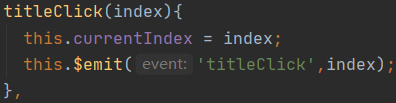 titleClick(index){
  this.currentIndex = index;
  this.$emit( event: 'titleClick',index);
},